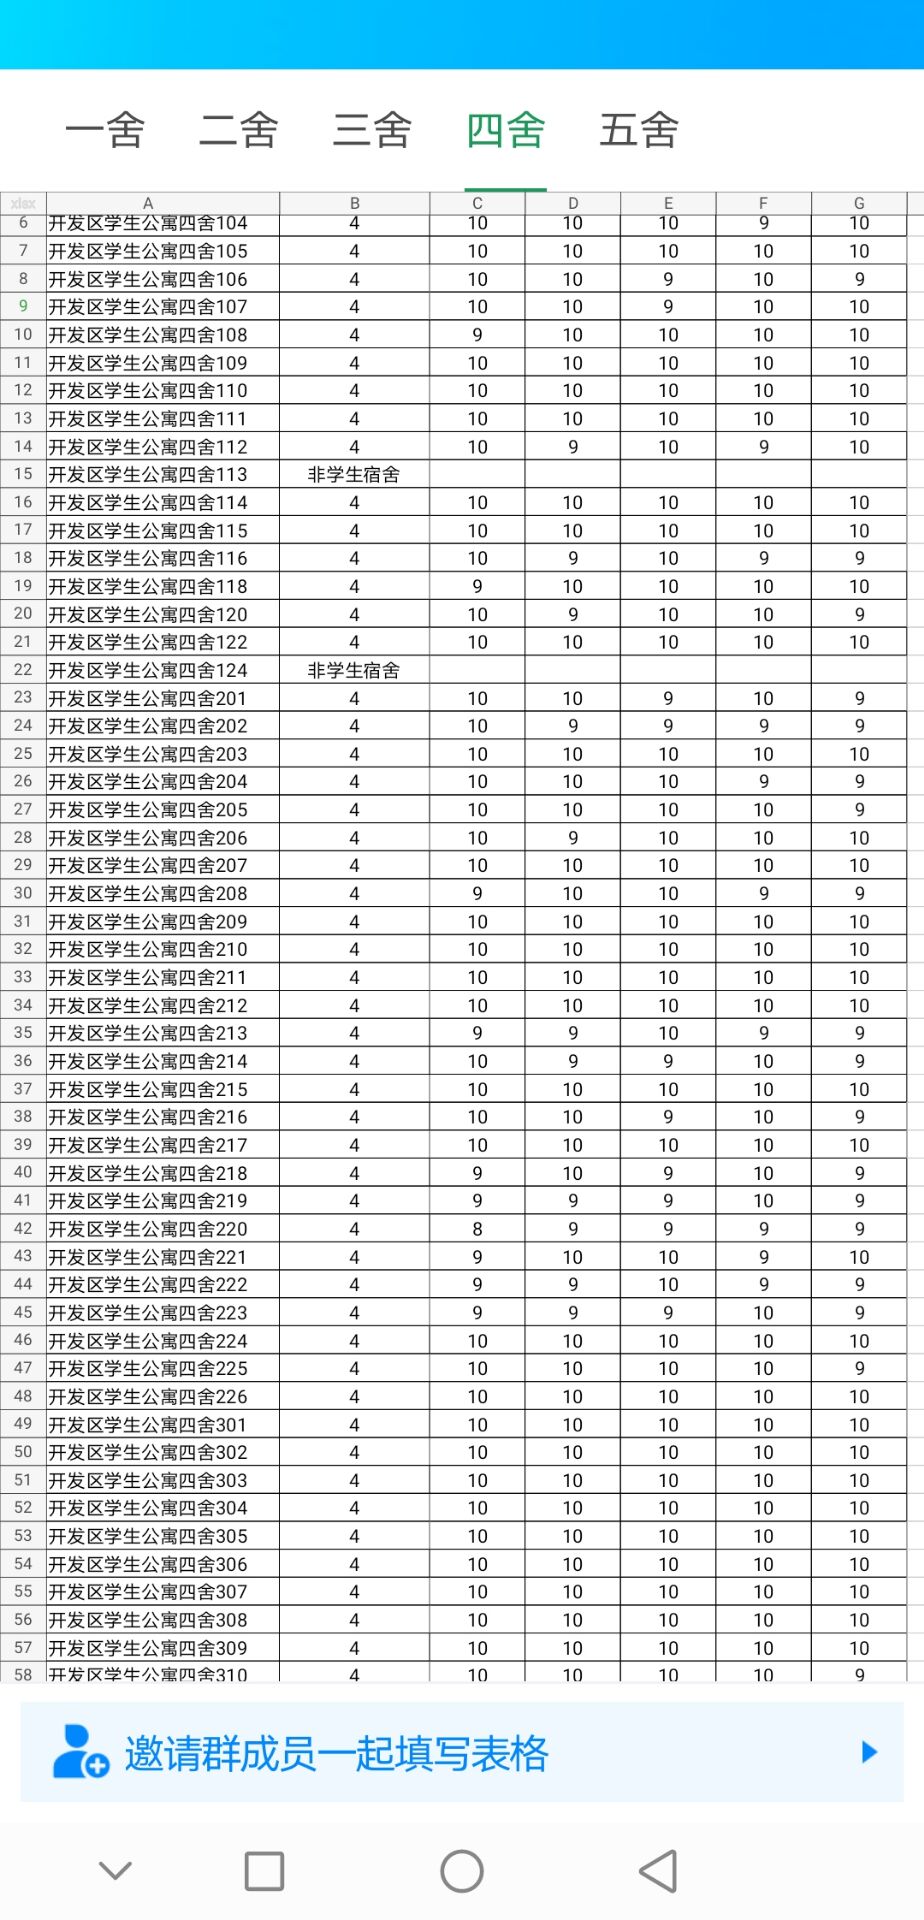 一舍 二舍 三舍 四舍 五舍
xlsx A B C D E F G
6 开发区学生公寓四舍104 4 10 10 10 9 10
7 开发区学生公寓四舍105 4 10 10 10 10 10
8 开发区学生公寓四舍106 4 10 10 9 10 9
9 开发区学生公寓四舍107 4 10 10 9 10 10
10 开发区学生公寓四舍108 4 9 10 10 10 10
11 开发区学生公寓四舍109 4 10 10 10 10 10
12 开发区学生公寓四舍110 4 10 10 10 10 10
13 开发区学生公寓四舍111 4 10 10 10 10 10
14 开发区学生公寓四舍112 4 10 9 10 9 10
15 开发区学生公寓四舍113 非学生宿舍
16 开发区学生公寓四舍114 4 10 10 10 10 10
17 开发区学生公寓四舍115 4 10 10 10 10 10
18 开发区学生公寓四舍116 4 10 9 10 9 9
19 开发区学生公寓四舍118 4 9 10 10 10 10
20 开发区学生公寓四舍120 4 10 9 10 10 9
21 开发区学生公寓四舍122 4 10 10 10 10 10
22 开发区学生公寓四舍124 非学生宿舍
23 开发区学生公寓四舍201 4 10 10 9 10 9
24 开发区学生公寓四舍202 4 10 9 9 9 9
25 开发区学生公寓四舍203 4 10 10 10 10 10
26 开发区学生公寓四舍204 4 10 10 10 9 9
27 开发区学生公寓四舍205 4 10 10 10 10 9
28 开发区学生公寓四舍206 4 10 9 10 10 10
29 开发区学生公寓四舍207 4 10 10 10 10 10
30 开发区学生公寓四舍208 4 9 10 10 9 9
31 开发区学生公寓四舍209 4 10 10 10 10 10
32 开发区学生公寓四舍210 4 10 10 10 10 10
33 开发区学生公寓四舍211 4 10 10 10 10 10
34 开发区学生公寓四舍212 4 10 10 10 10 10
35 开发区学生公寓四舍213 4 9 9 10 9 9
36 开发区学生公寓四舍214 4 10 9 9 10 9
37 开发区学生公寓四舍215 4 10 10 10 10 10
38 开发区学生公寓四舍216 4 10 10 9 10 9
39 开发区学生公寓四舍217 4 10 10 10 10 10
40 开发区学生公寓四舍218 4 9 10 9 10 9
41 开发区学生公寓四舍219 4 9 9 9 10 9
42 开发区学生公寓四舍220 4 8 9 9 9 9
43 开发区学生公寓四舍221 4 9 10 10 9 10
44 开发区学生公寓四舍222 4 9 9 10 9 9
45 开发区学生公寓四舍223 4 9 9 9 10 9
46 开发区学生公寓四舍224 4 10 10 10 10 10
47 开发区学生公寓四舍225 4 10 10 10 10 9
48 开发区学生公寓四舍226 4 10 10 10 10 10
49 开发区学生公寓四舍301 4 10 10 10 10 10
50 开发区学生公寓四舍302 4 10 10 10 10 10
51 开发区学生公寓四舍303 4 10 10 10 10 10
52 开发区学生公寓四舍304 4 10 10 10 10 10
53 开发区学生公寓四舍305 4 10 10 10 10 10
54 开发区学生公寓四舍306 4 10 10 10 10 10
55 开发区学生公寓四舍307 4 10 10 10 10 10
56 开发区学生公寓四舍308 4 10 10 10 10 10
57 开发区学生公寓四舍309 4 10 10 10 10 10
58 开发区学生公寓四舍310 4 10 10 10 10 9
邀请群成员一起填写表格